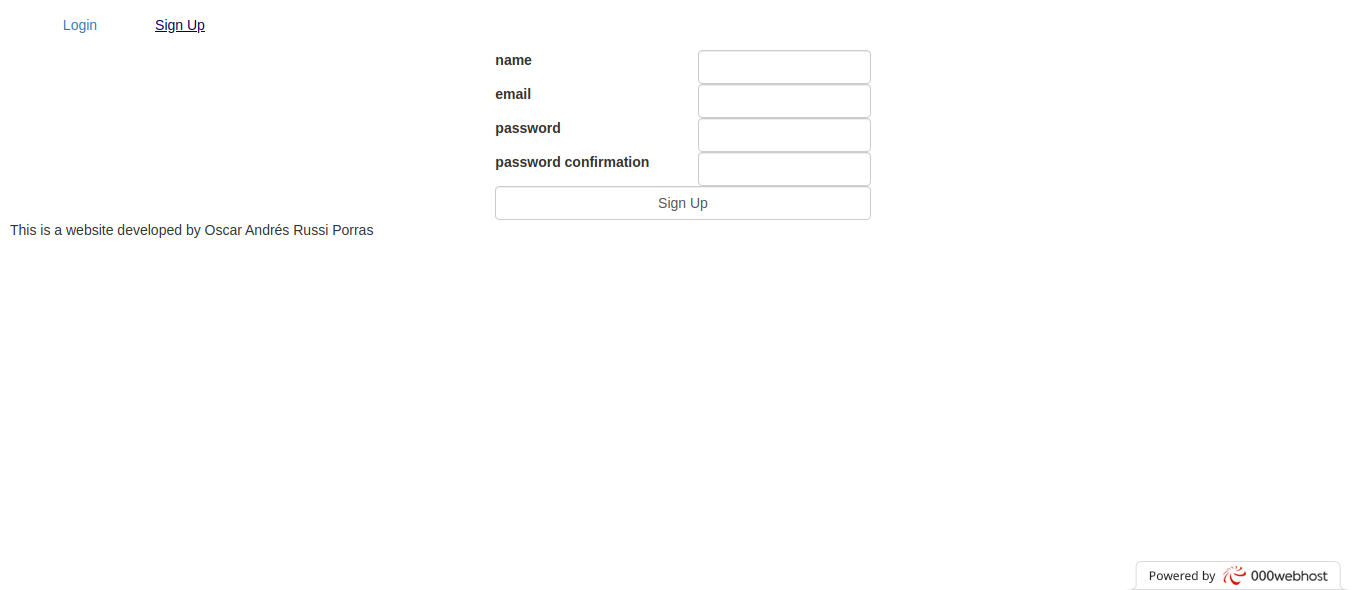 Login Sign Up
name
email
password
password confirmation
Sign Up
This is a website developed by Oscar Andrés Russi Porras
Powered by 000webhost